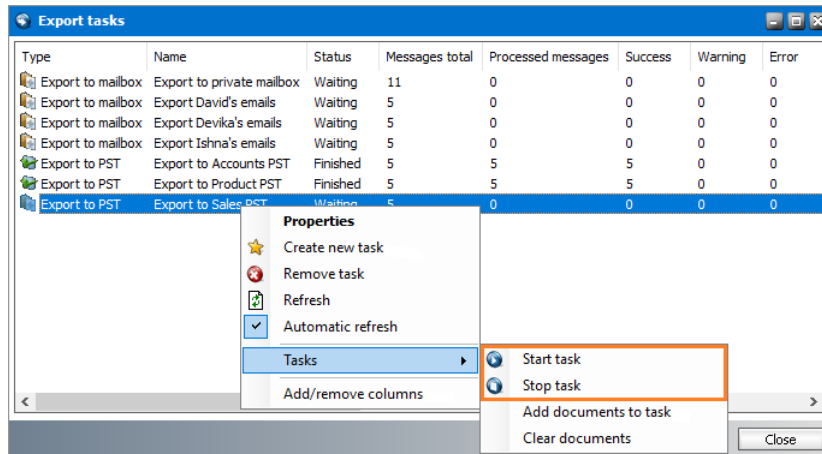 Export tasks
Type Name Status Messages total Processed messages Success Warning Error
Export to mailbox Export to private mailbox Waiting 11 0 0 0 0
Export to mailbox Export David's emails Waiting 5 0 0 0 0
Export to mailbox Export Devika's emails Waiting 5 0 0 0 0
Export to mailbox Export Ishna's emails Waiting 5 0 0 0 0
Export to PST Export to Accounts PST Finished 5 5 5 0 0
Export to PST Export to Product PST Finished 5 5 5 0 0
Export to PST Export to Sales PST Waiting 5 0 0 0 0
Properties
Create new task
Remove task
Refresh
Automatic refresh
Tasks
Add/remove columns
Start task
Stop task
Add documents to task
Clear documents
Close